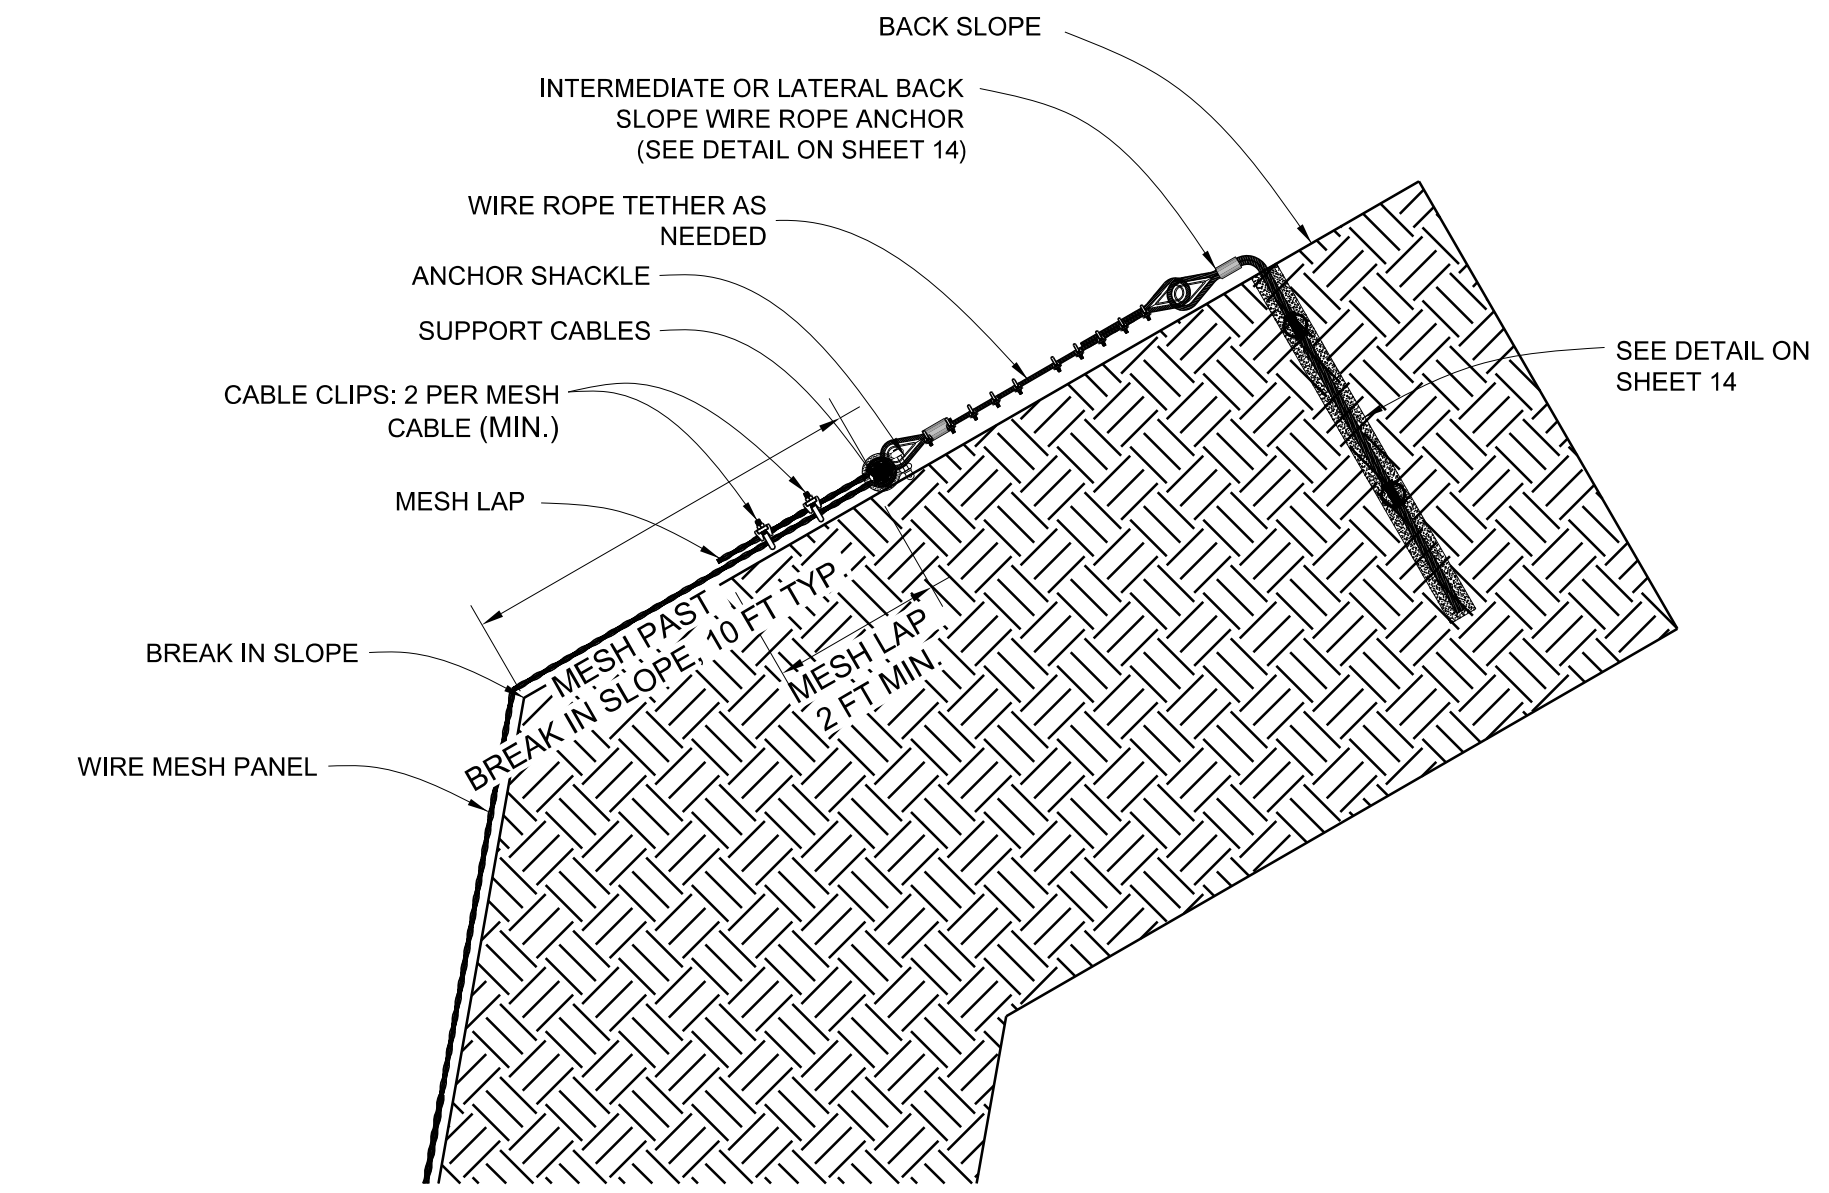 BACK SLOPE
INTERMEDIATE OR LATERAL BACK
SLOPE WIRE ROPE ANCHOR
(SEE DETAIL ON SHEET 14)
WIRE ROPE TETHER AS
NEEDED
ANCHOR SHACKLE
SUPPORT CABLES
SEE DETAIL ON
SHEET 14
CABLE CLIPS: 2 PER MESH
CABLE (MIN.)
MESH LAP
MESH PAST
BREAK IN SLOPE, 10 FT TYP.
MESH LAP
2 FT MIN.
BREAK IN SLOPE
WIRE MESH PANEL